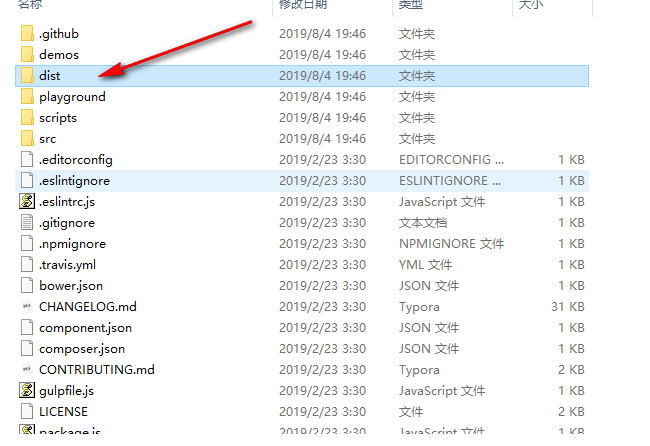 名称 修改日期 类型 大小
.github 2019/8/4 19:46 文件夹
demos 2019/8/4 19:46 文件夹
dist 2019/8/4 19:46 文件夹
playground 2019/8/4 19:46 文件夹
scripts 2019/8/4 19:46 文件夹
src 2019/8/4 19:46 文件夹
.editorconfig 2019/2/23 3:30 EDITORCONFIG ... 1 KB
.eslintignore 2019/2/23 3:30 ESLINTIGNORE ... 1 KB
.eslintrc.js 2019/2/23 3:30 JavaScript 文件 1 KB
.gitignore 2019/2/23 3:30 文本文档 1 KB
.npmignore 2019/2/23 3:30 NPMIGNORE 文件 1 KB
.travis.yml 2019/2/23 3:30 YML 文件 1 KB
bower.json 2019/2/23 3:30 JSON 文件 1 KB
CHANGELOG.md 2019/2/23 3:30 Typora 31 KB
component.json 2019/2/23 3:30 JSON 文件 1 KB
composer.json 2019/2/23 3:30 JSON 文件 1 KB
CONTRIBUTING.md 2019/2/23 3:30 Typora 2 KB
gulpfile.js 2019/2/23 3:30 JavaScript 文件 1 KB
LICENSE 2019/2/23 3:30 文件 2 KB
package.js 2019/2/23 3:30 JavaScript 文件 1 KB